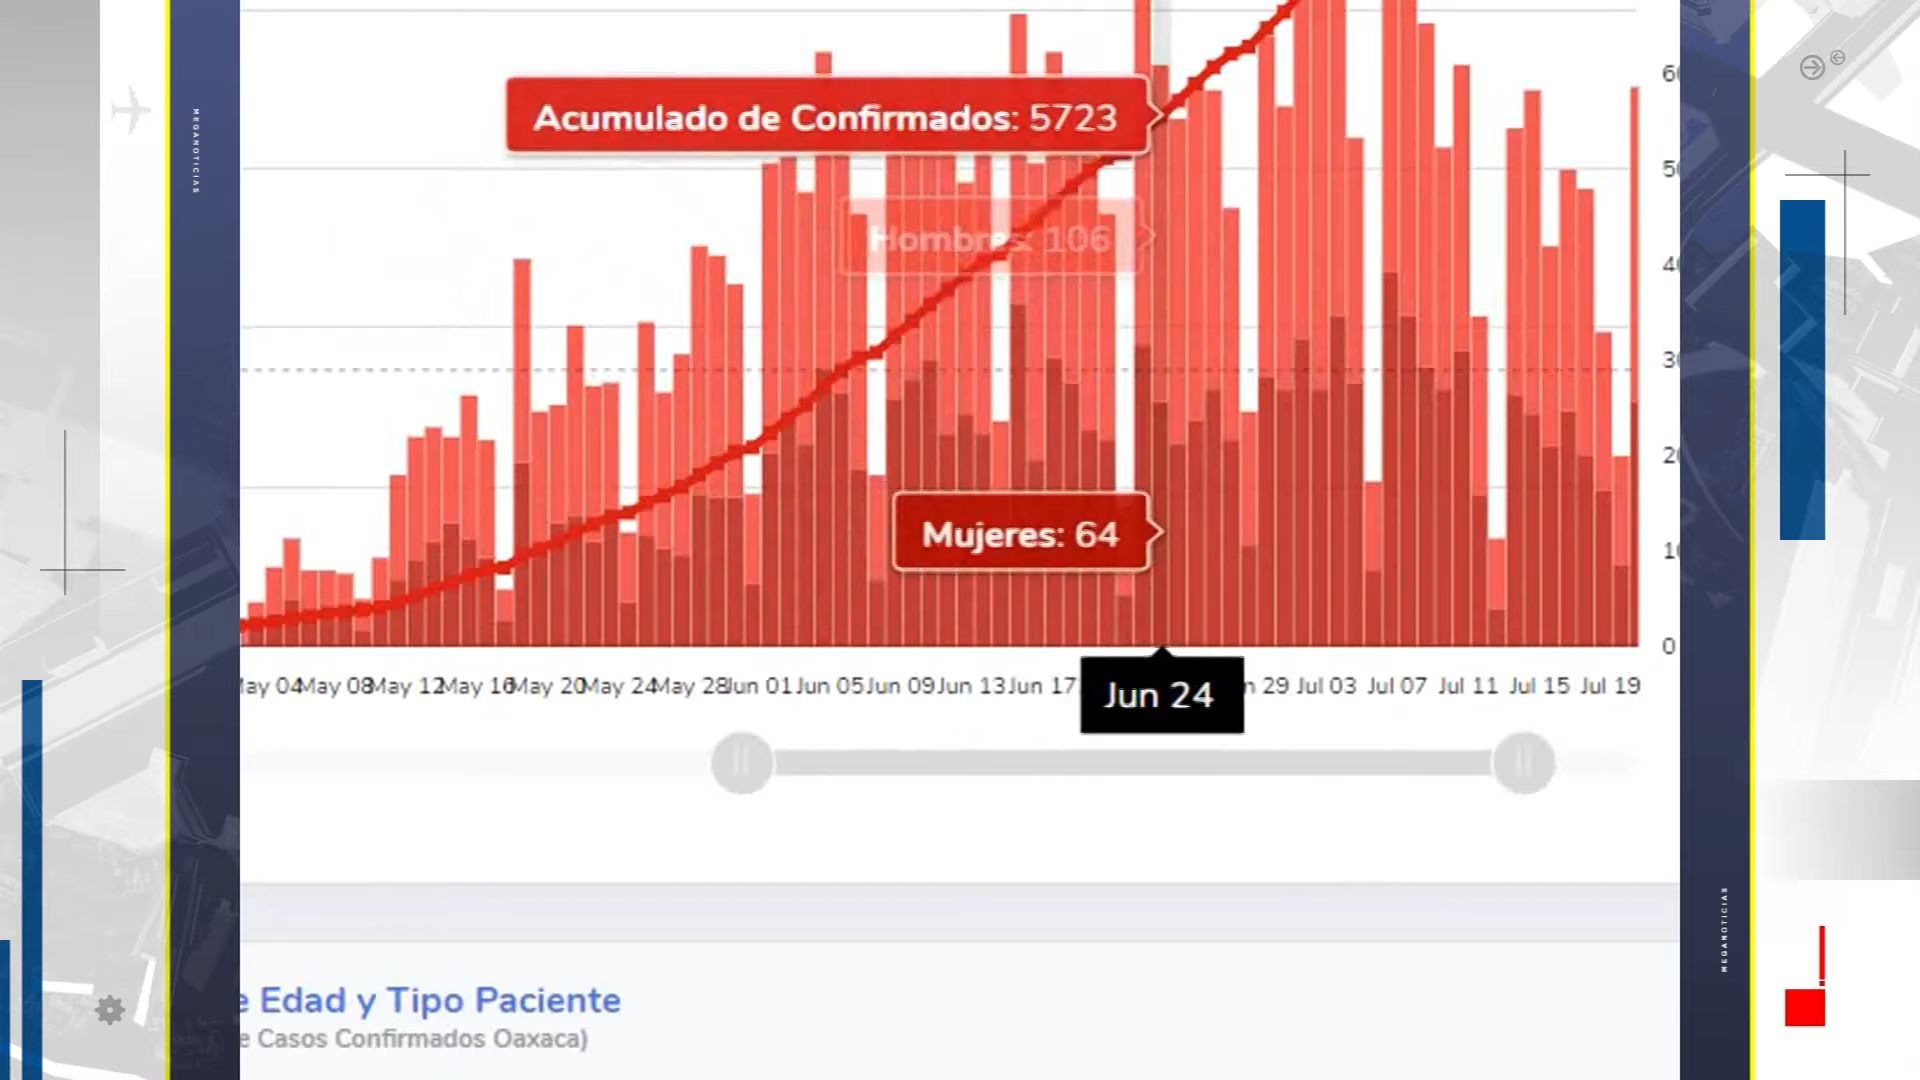 MEGANOTICIAS
Acumulado de Confirmados: 5723
Hombres: 106
Mujeres: 64
0
May 08
May 12
May 16
May 20
May 24
May 28
Jun 01
Jun 05
Jun 09
Jun 13
Jun 17
Jun 24
29
Jul 03
Jul 07
Jul 11
Jul 15
Jul 19
MEGANOTICIAS
e Edad y Tipo Paciente
e Casos Confirmados Oaxaca)